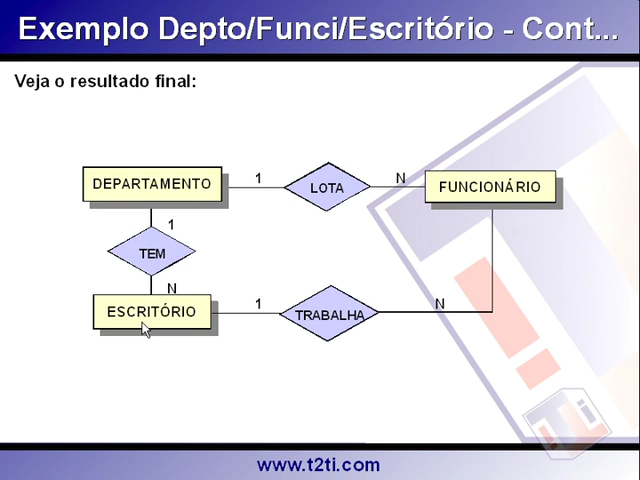 Exemplo Depto/Funci/Escritório - Cont...
Veja o resultado final:
DEPARTAMENTO
1
LOTA
N
FUNCIONÁRIO
1
TEM
N
ESCRITÓRIO
1
TRABALHA
N
T2Ti
www.t2ti.com